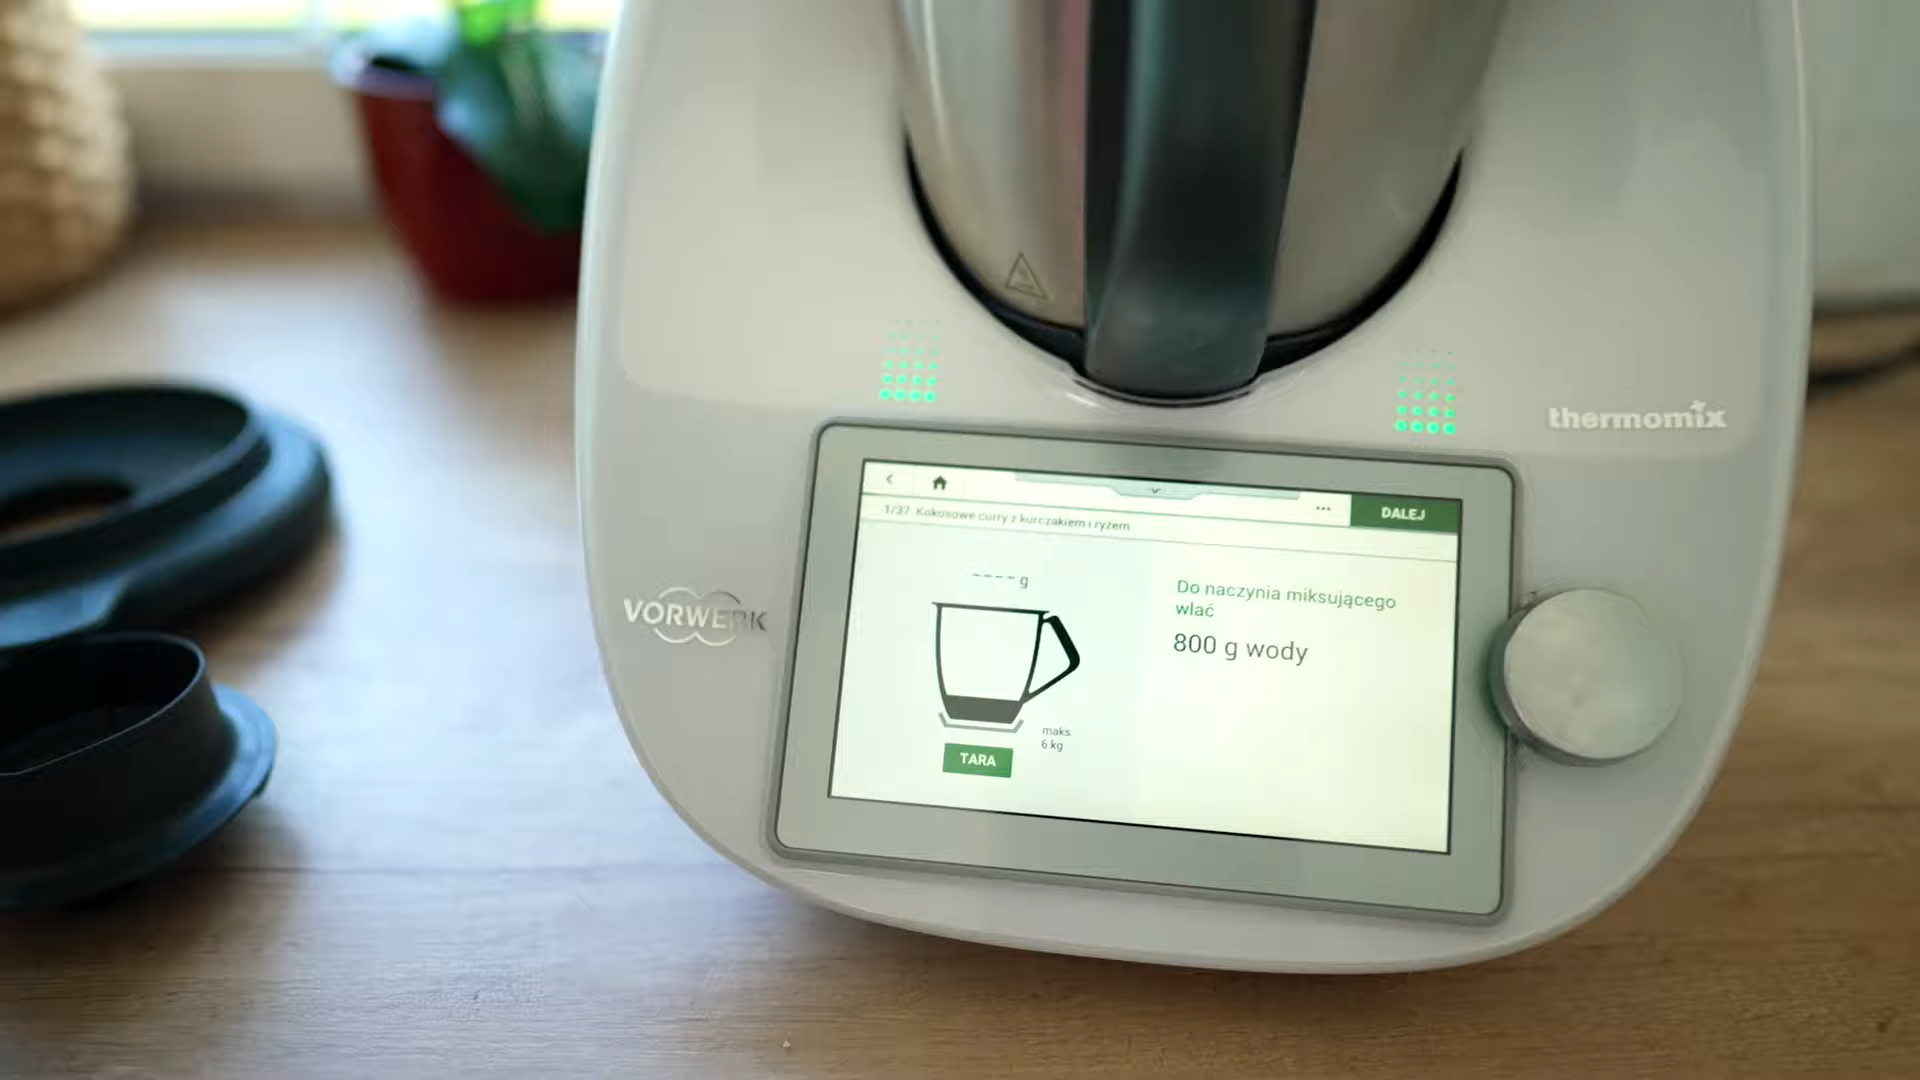 thermomix
DALEJ
1/37 Kokosowe curry z kurczakiem i ryżem
---- g
Do naczynia miksującego
wlać
800 g wody
maks.
6 kg
TARA
VORWERK